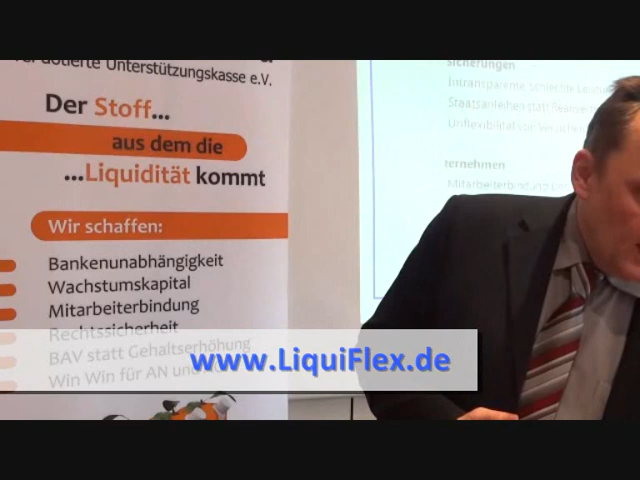 dotierte Unterstützungskasse e.V.
Der Stoff...
aus dem die
...Liquidität kommt
Wir schaffen:
Bankenunabhängigkeit
Wachstumskapital
Mitarbeiterbindung
Rechtssicherheit
BAV statt Gehaltserhöhung
Win Win für AN und
www.LiquiFlex.de
Sicherungen
Intransparente, schlechte
Staatsanleihen statt
Unflexibilität von
ternehmen
Mitarbeiterbindung